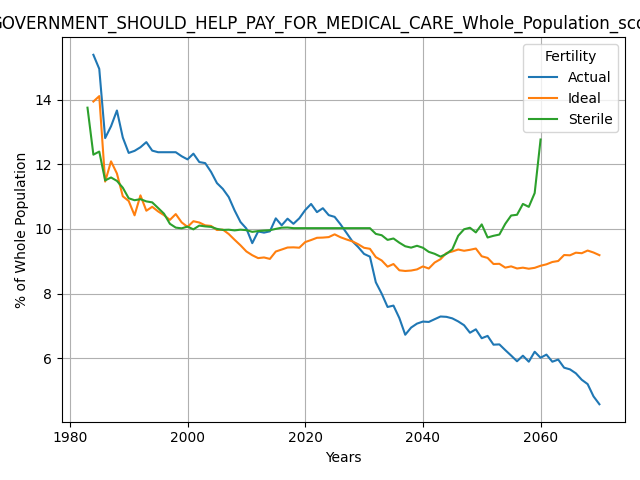 GOVERNMENT_SHOULD_HELP_PAY_FOR_MEDICAL_CARE_Whole_Population_sco
Fertility
Actual
Ideal
Sterile
% of Whole Population
14
12
10
8
6
1980
2000
2020
2040
2060
Years